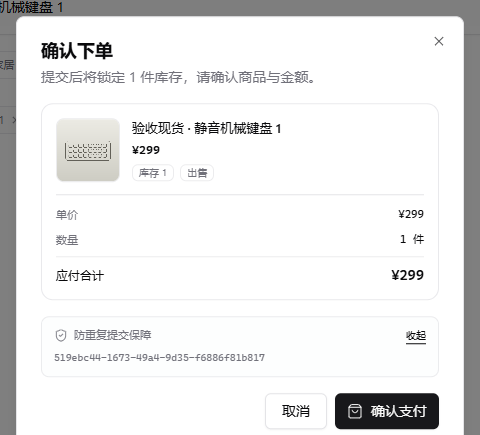 机械键盘 1
确认下单
提交后将锁定 1 件库存，请确认商品与金额。
家居
1
验收现货 · 静音机械键盘 1
¥299
库存 1
出售
单价
¥299
数量
1 件
应付合计
¥299
防重复提交保障
收起
519ebc44-1673-49a4-9d35-f6886f81b817
取消
确认支付